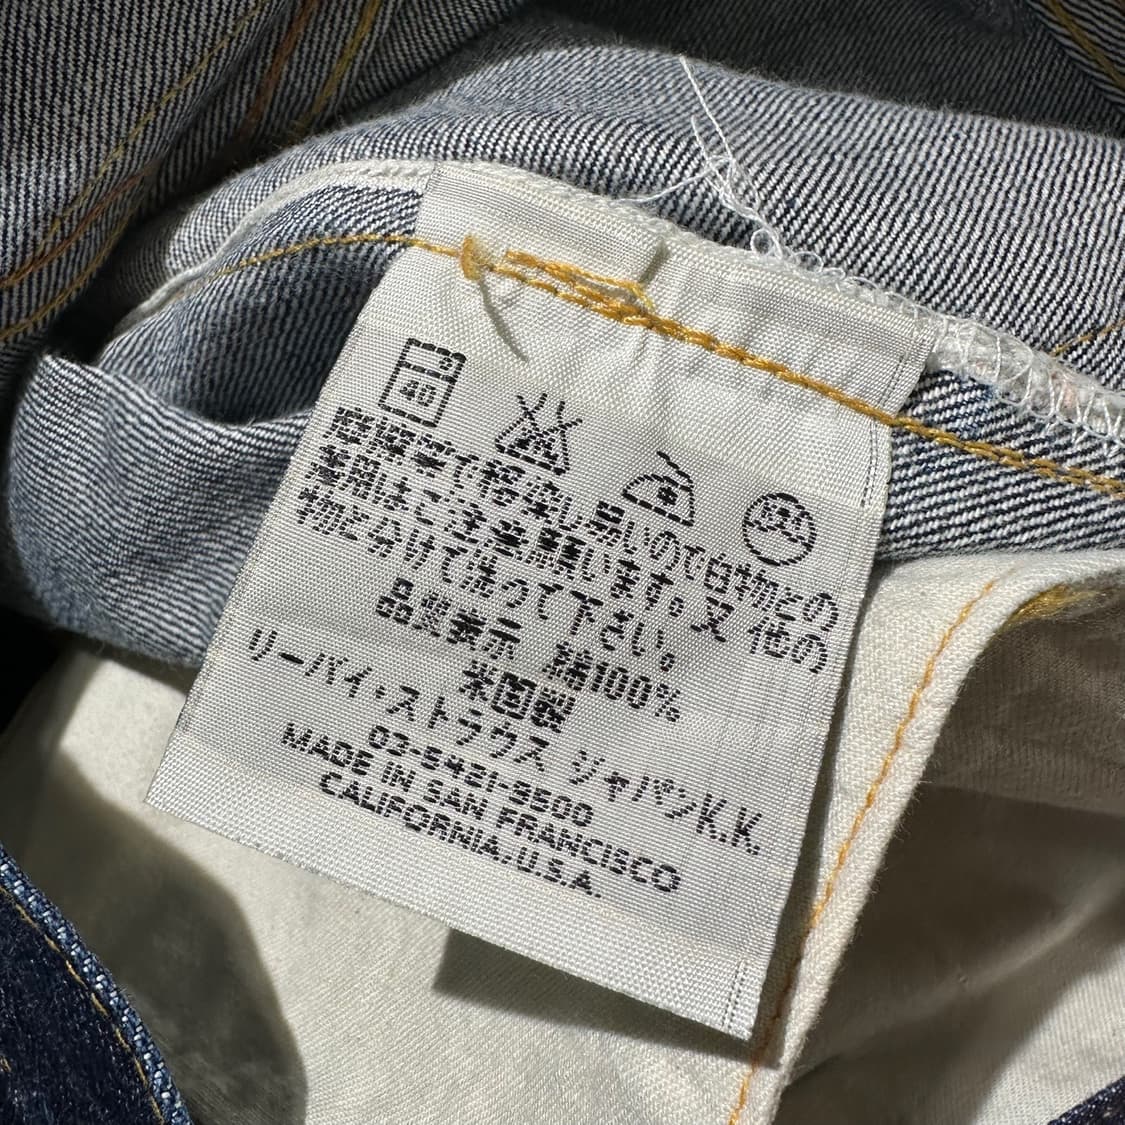 40
摩擦等で移染し易いので白物との
着用はご注意願います。又 他の
物と分けて洗って下さい。
品質表示 綿100%
米国製
リーバイ・ストラウス ジャパンK.K.
03-5421-9500
MADE IN SAN FRANCISCO
CALIFORNIA.U.S.A.